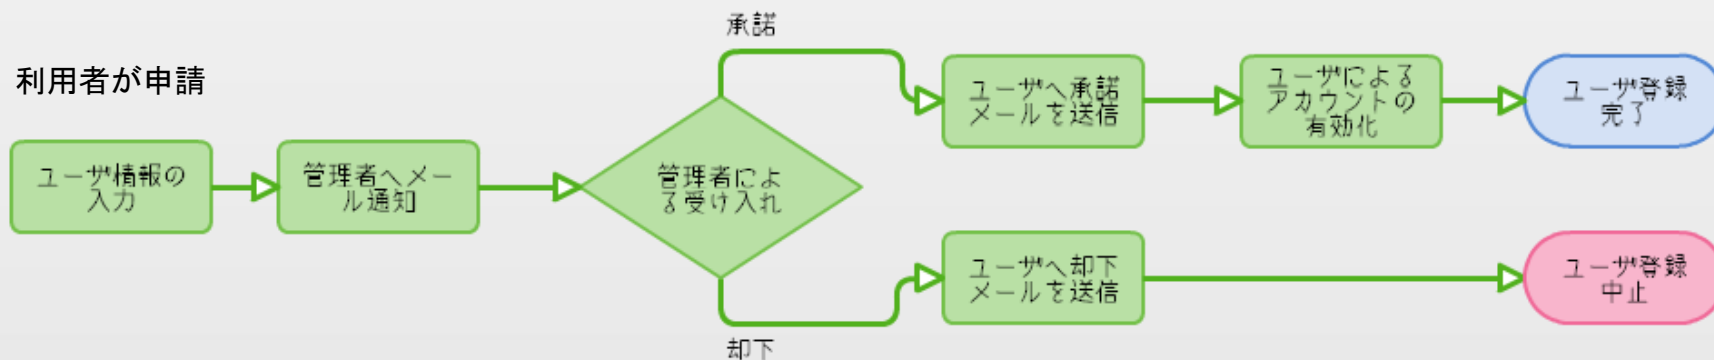 利用者が申請
ユーザ情報の
入力
管理者へメー
ル通知
管理者によ
る受け入れ
承諾
ユーザへ承諾
メールを送信
ユーザによる
アカウントの
有効化
ユーザ登録
完了
却下
ユーザへ却下
メールを送信
ユーザ登録
中止